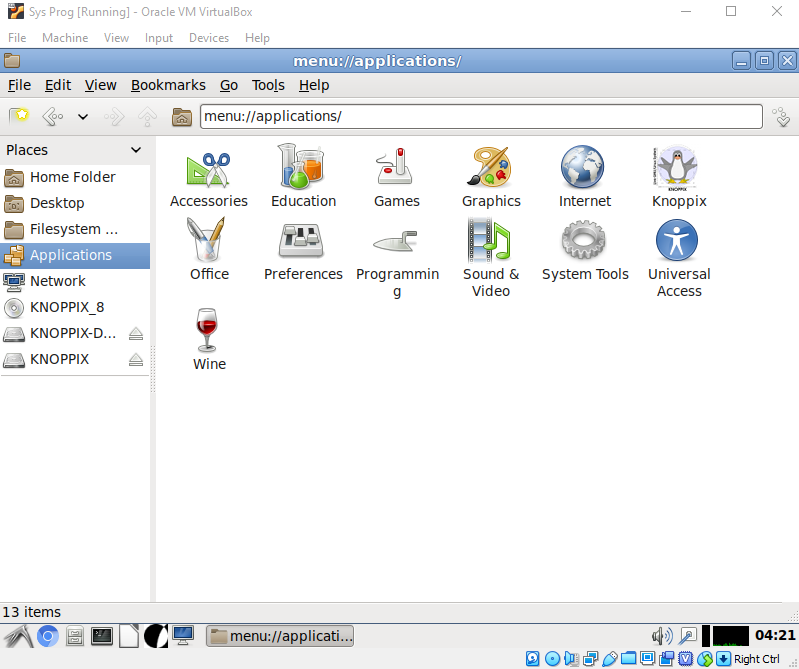 Sys Prog [Running] - Oracle VM VirtualBox
File Machine View Input Devices Help
menu://applications/
File Edit View Bookmarks Go Tools Help
menu://applications/
Places
Home Folder
Desktop
Filesystem ...
Applications
Network
KNOPPIX_8
KNOPPIX-D...
KNOPPIX
KNOPPIX
Accessories Education Games Graphics Internet Knoppix
Office Preferences Programmin
g
Sound &
Video
System Tools Universal
Access
Wine
13 items
menu://applicati... 04:21
Right Ctrl